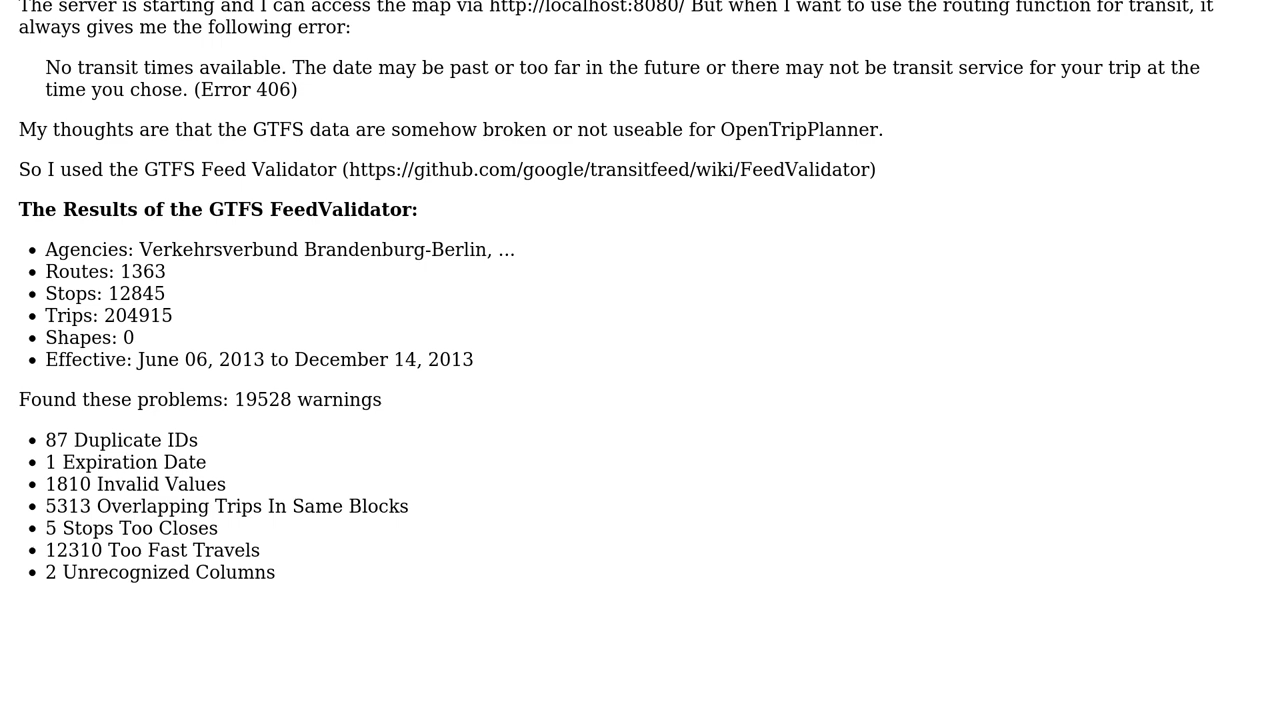 The server is starting and I can access the map via http://localhost:8080/ But when I want to use the routing function for transit, it
always gives me the following error:
No transit times available. The date may be past or too far in the future or there may not be transit service for your trip at the
time you chose. (Error 406)
My thoughts are that the GTFS data are somehow broken or not useable for OpenTripPlanner.
So I used the GTFS Feed Validator (https://github.com/google/transitfeed/wiki/FeedValidator)
The Results of the GTFS FeedValidator:
• Agencies: Verkehrsverbund Brandenburg-Berlin, ...
• Routes: 1363
• Stops: 12845
• Trips: 204915
• Shapes: 0
• Effective: June 06, 2013 to December 14, 2013
Found these problems: 19528 warnings
• 87 Duplicate IDs
• 1 Expiration Date
• 1810 Invalid Values
• 5313 Overlapping Trips In Same Blocks
• 5 Stops Too Closes
• 12310 Too Fast Travels
• 2 Unrecognized Columns